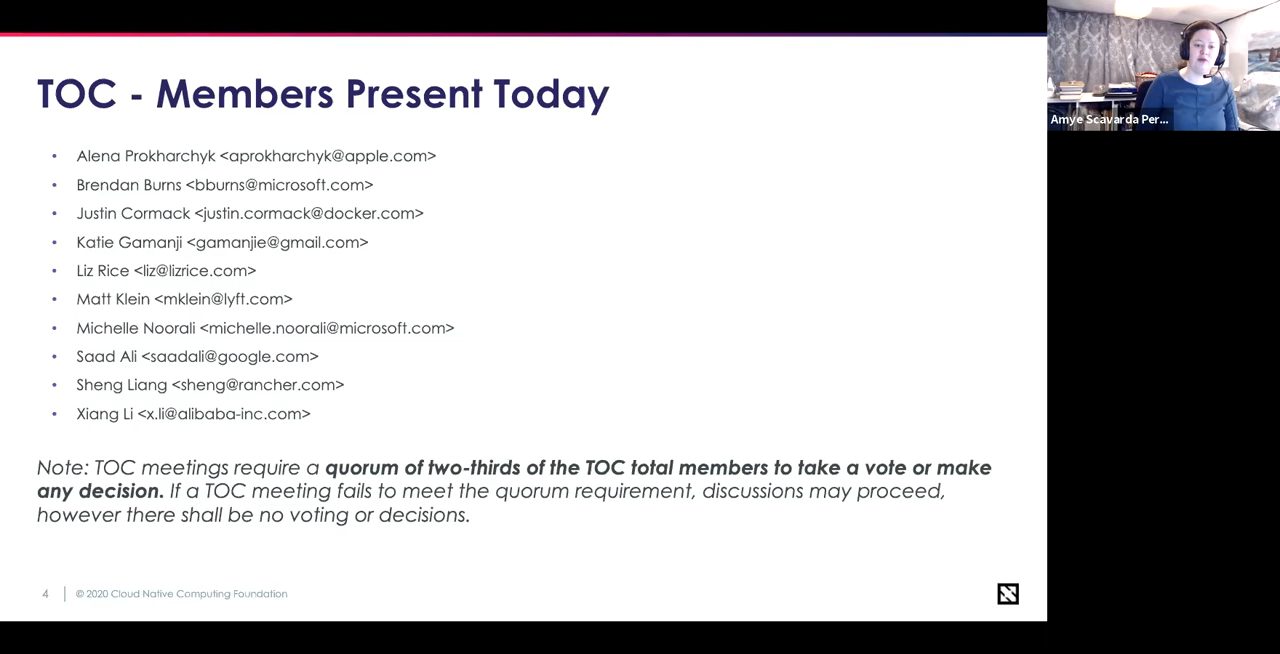 TOC - Members Present Today
• Alena Prokharchyk <aprokharchyk@apple.com>
• Brendan Burns <bburns@microsoft.com>
• Justin Cormack <justin.cormack@docker.com>
• Katie Gamanji <gamanjie@gmail.com>
• Liz Rice <liz@lizrice.com>
• Matt Klein <mklein@lyft.com>
• Michelle Noorali <michelle.noorali@microsoft.com>
• Saad Ali <saadali@google.com>
• Sheng Liang <sheng@rancher.com>
• Xiang Li <x.li@alibaba-inc.com>
Note: TOC meetings require a quorum of two-thirds of the TOC total members to take a vote or make
any decision. If a TOC meeting fails to meet the quorum requirement, discussions may proceed,
however there shall be no voting or decisions.
4 | © 2020 Cloud Native Computing Foundation
Amye Scavarda Per...